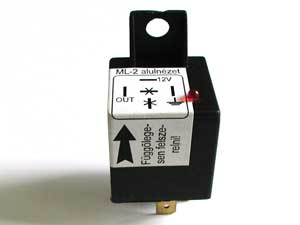 ML-2 alulnézet
12V
OUT
Függőlege-
sen felsze-
relni!